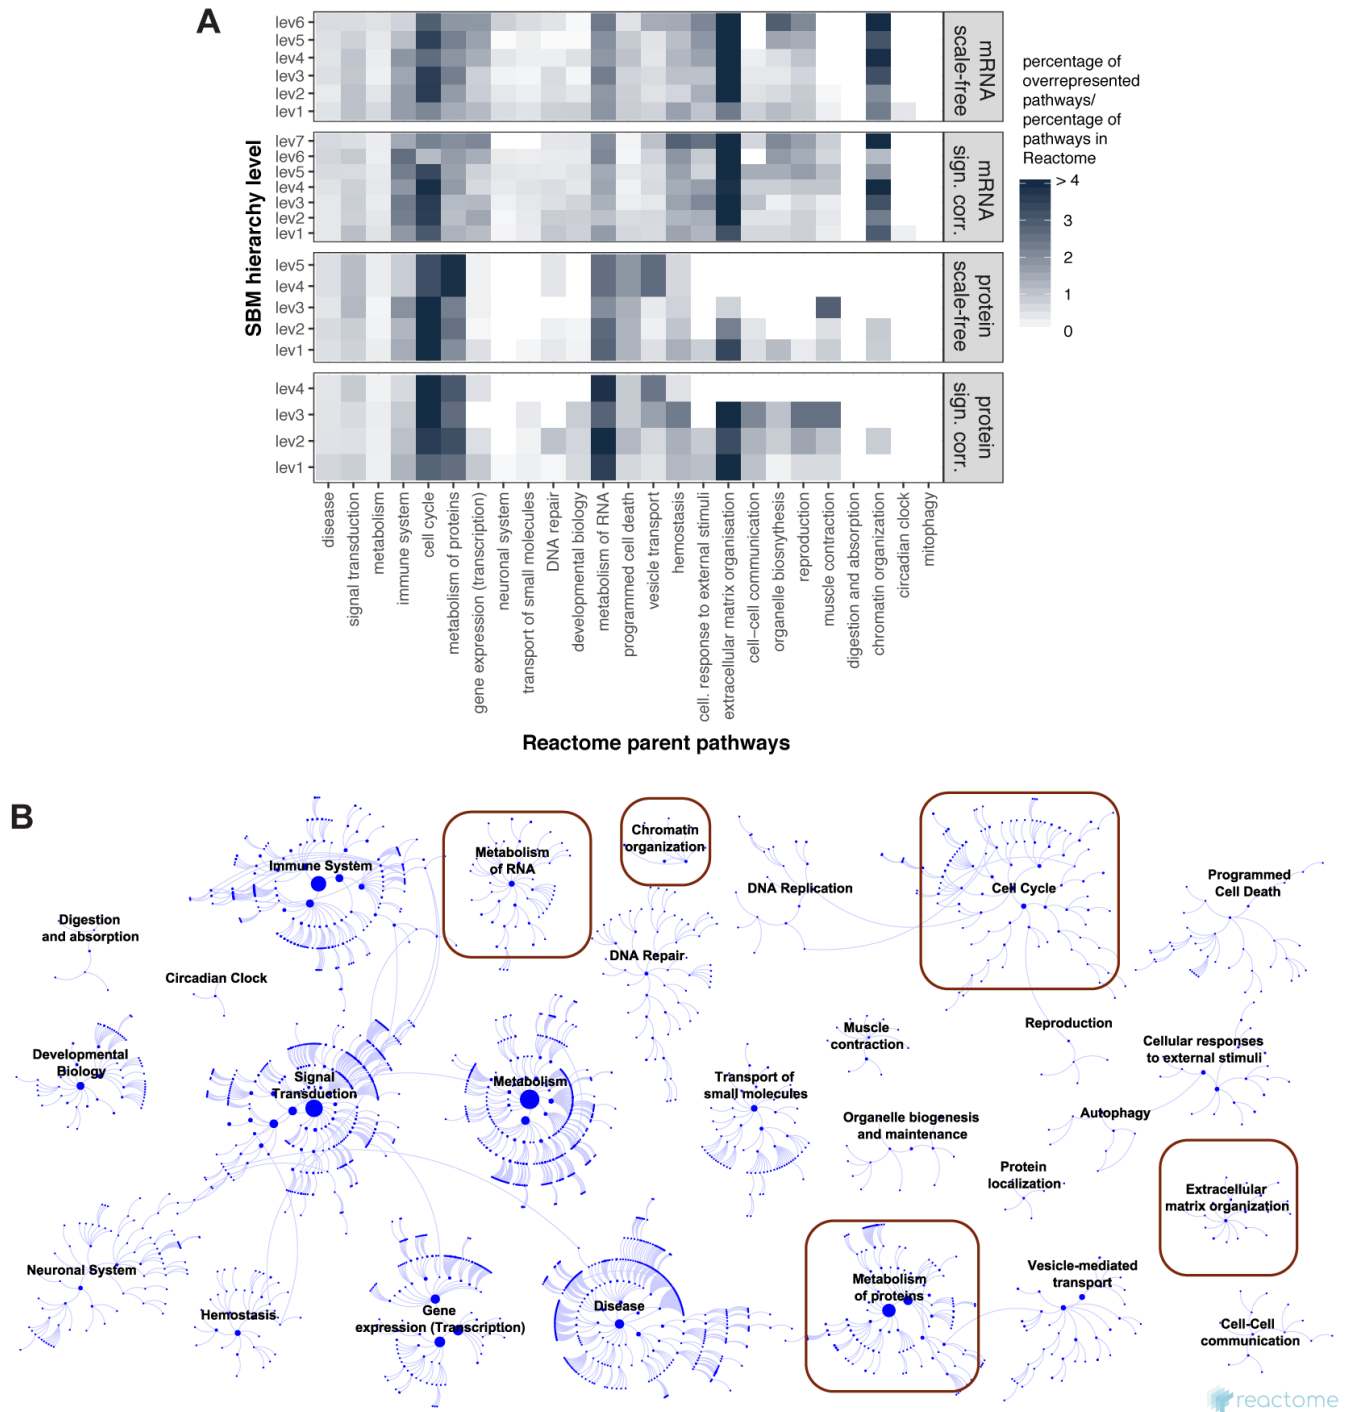 A
SBM hierarchy level
lev6
lev5
lev4
lev3
lev2
lev1
mRNA
scale-free
lev7
lev6
lev5
lev4
lev3
lev2
lev1
mRNA
sign. corr.
lev5
lev4
lev3
lev2
lev1
protein
scale-free
lev4
lev3
lev2
lev1
protein
sign. corr.
percentage of
overrepresented
pathways/
percentage of
pathways in
Reactome
> 4
3
2
1
0
disease
signal transduction
metabolism
immune system
cell cycle
metabolism of proteins
gene expression (transcription)
neuronal system
transport of small molecules
DNA repair
developmental biology
metabolism of RNA
programmed cell death
vesicle transport
hemostasis
cell. response to external stimuli
extracellular matrix organisation
cell−cell communication
organelle biosnythesis
reproduction
muscle contraction
digestion and absorption
chromatin organization
circadian clock
mitophagy
Reactome parent pathways
B
Immune System
Metabolism
of RNA
Chromatin
organization
DNA Replication
Cell Cycle
Programmed
Cell Death
Digestion
and absorption
Circadian Clock
DNA Repair
Developmental
Biology
Signal
Transduction
Metabolism
Transport of
small molecules
Muscle
contraction
Reproduction
Cellular responses
to external stimuli
Organelle biogenesis
and maintenance
Autophagy
Protein
localization
Extracellular
matrix organization
Neuronal System
Hemostasis
Gene
expression (Transcription)
Disease
Metabolism
of proteins
Vesicle-mediated
transport
Cell-Cell
communication
reactome